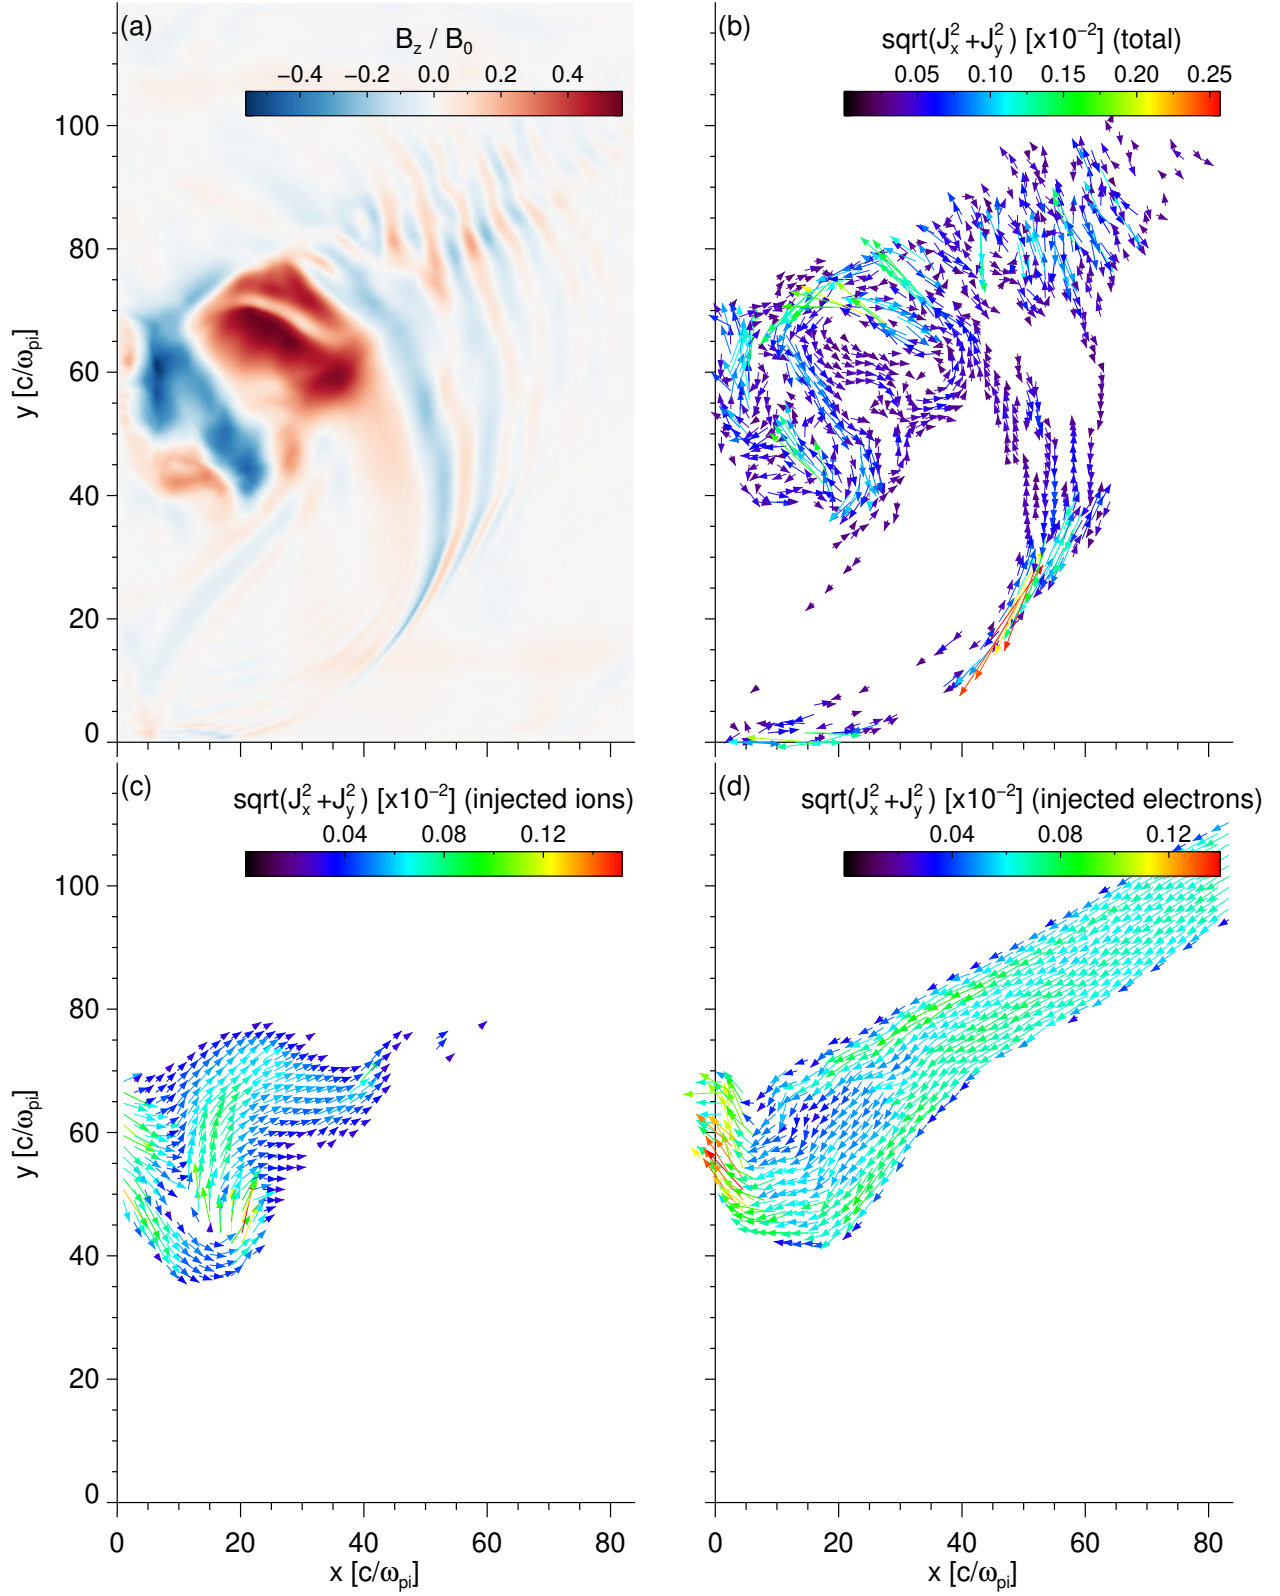 (a)
B_z / B_0
−0.4 −0.2 0.0 0.2 0.4
(b)
sqrt(J_x^2+J_y^2) [x10^−2] (total)
0.05 0.10 0.15 0.20 0.25
100
80
60
40
20
0
y [c/ω_pi]
(c)
sqrt(J_x^2+J_y^2) [x10^−2] (injected ions)
0.04 0.08 0.12
(d)
sqrt(J_x^2+J_y^2) [x10^−2] (injected electrons)
0.04 0.08 0.12
100
80
60
40
20
0
y [c/ω_pi]
0 20 40 60 80
x [c/ω_pi]
0 20 40 60 80
x [c/ω_pi]